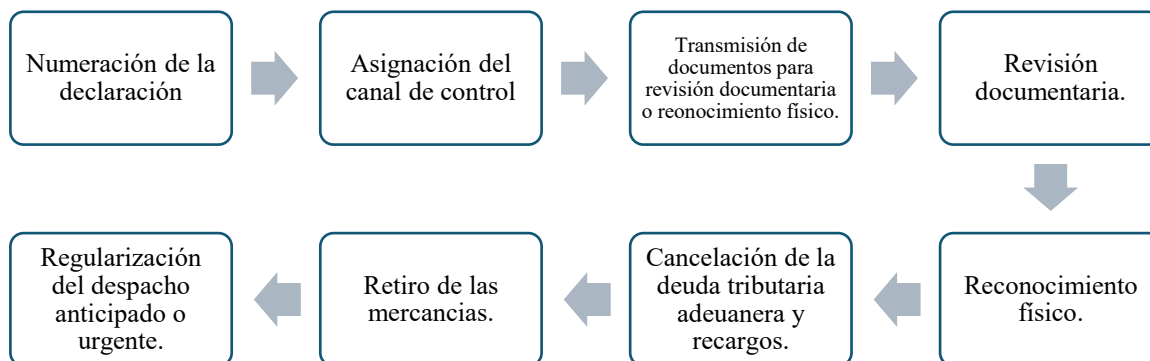 Numeración de la
declaración
Asignación del
canal de control
Transmisión de
documentos para
revisión documentaria
o reonocimiento físico.
Revisión
documentaria.
Reconocimiento
físico.
Cancelación de la
deuda tributaria
adeuanera y
recargos.
Retiro de las
mercancias.
Regularización
del despacho
anticipado o
urgente.